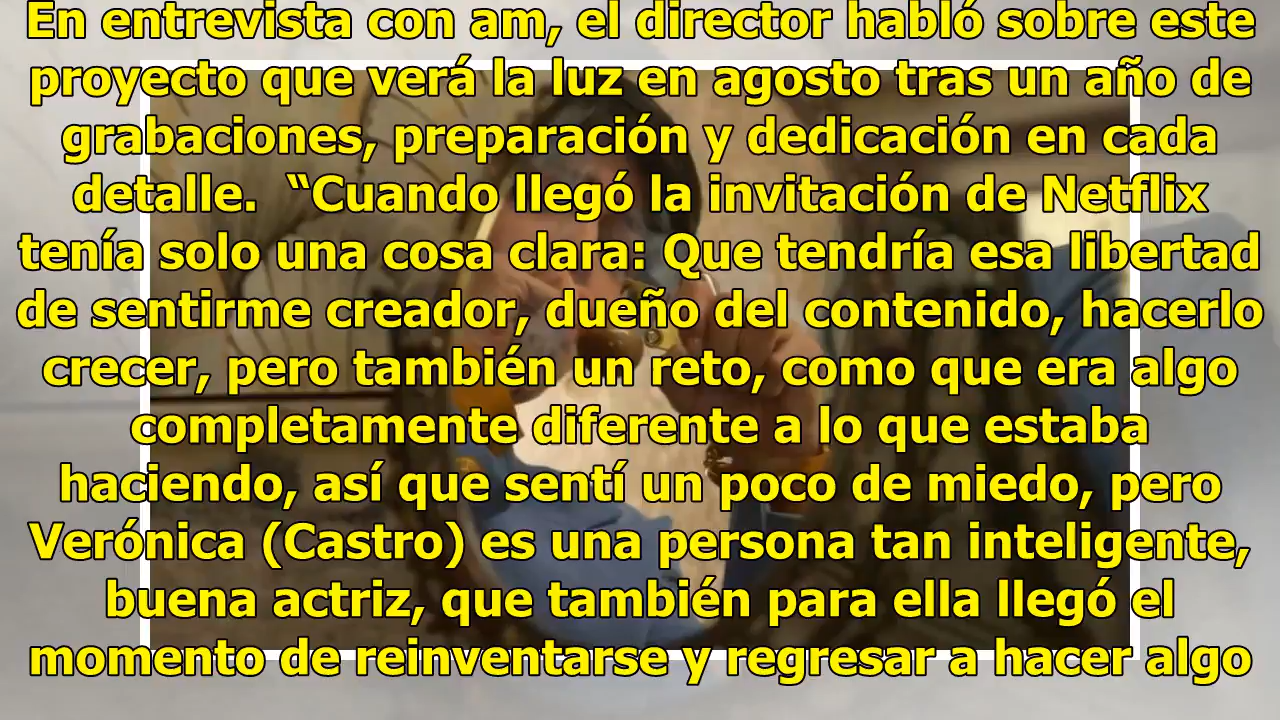 En entrevista con am, el director habló sobre este
proyecto que verá la luz en agosto tras un año de
grabaciones, preparación y dedicación en cada
detalle.   “Cuando llegó la invitación de Netflix
tenía solo una cosa clara: Que tendría esa libertad
de sentirme creador, dueño del contenido, hacerlo
crecer, pero también un reto, como que era algo
completamente diferente a lo que estaba
haciendo, así que sentí un poco de miedo, pero
Verónica (Castro) es una persona tan inteligente,
buena actriz, que también para ella llegó el
momento de reinventarse y regresar a hacer algo